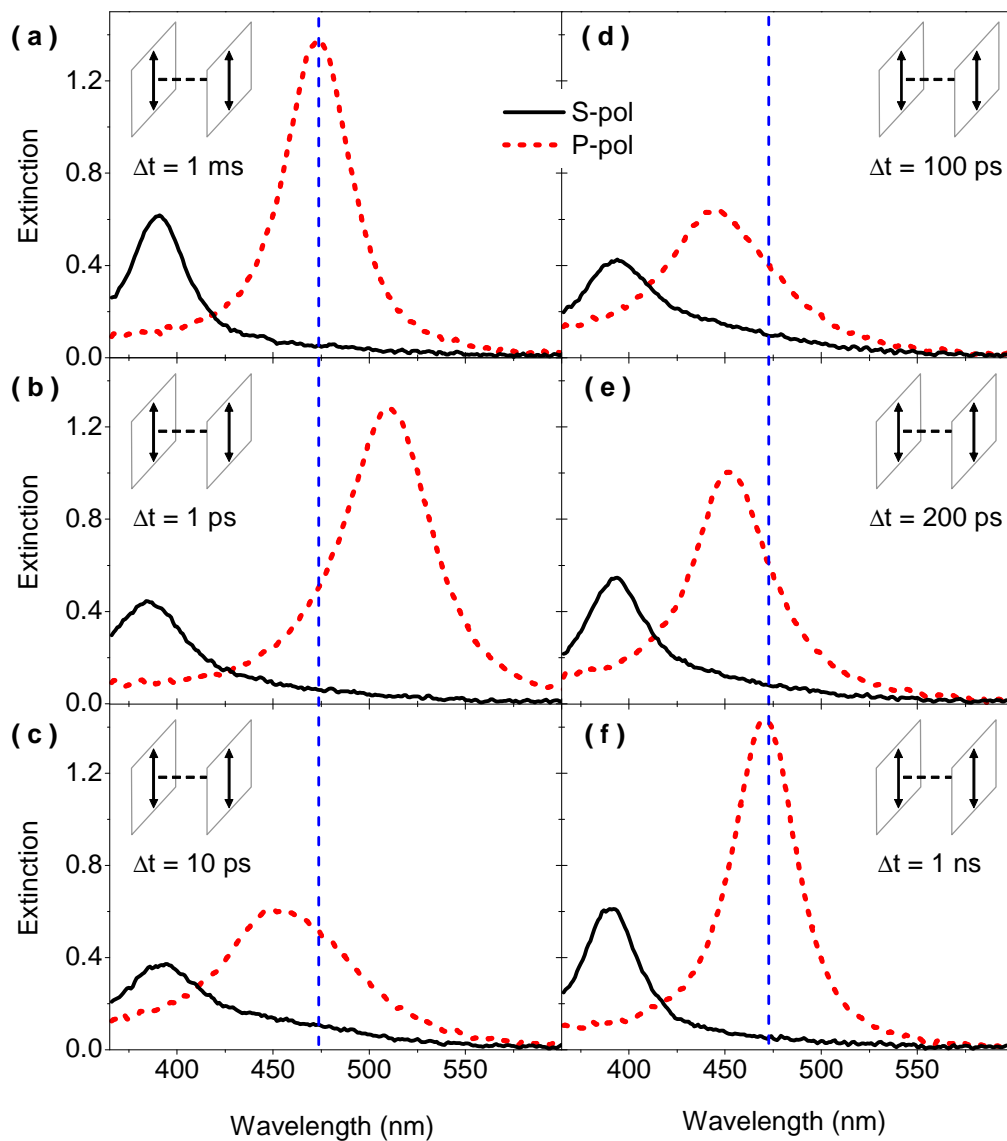 ( a )
Δt = 1 ms
S-pol
P-pol
( d )
Δt = 100 ps
Extinction
1.2
0.8
0.4
0.0
( b )
Δt = 1 ps
( e )
Δt = 200 ps
Extinction
1.2
0.8
0.4
0.0
( c )
Δt = 10 ps
( f )
Δt = 1 ns
Extinction
1.2
0.8
0.4
0.0
400 450 500 550 400 450 500 550
Wavelength (nm) Wavelength (nm)